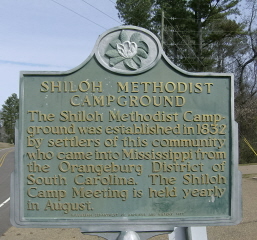 SHILOH METHODIST
CAMPGROUND
The Shiloh Methodist Camp-
ground was established in 1832
by settlers of this community
who came into Mississippi from
the Orangeburg District of
South Carolina. The Shiloh
Camp Meeting is held yearly
in August.